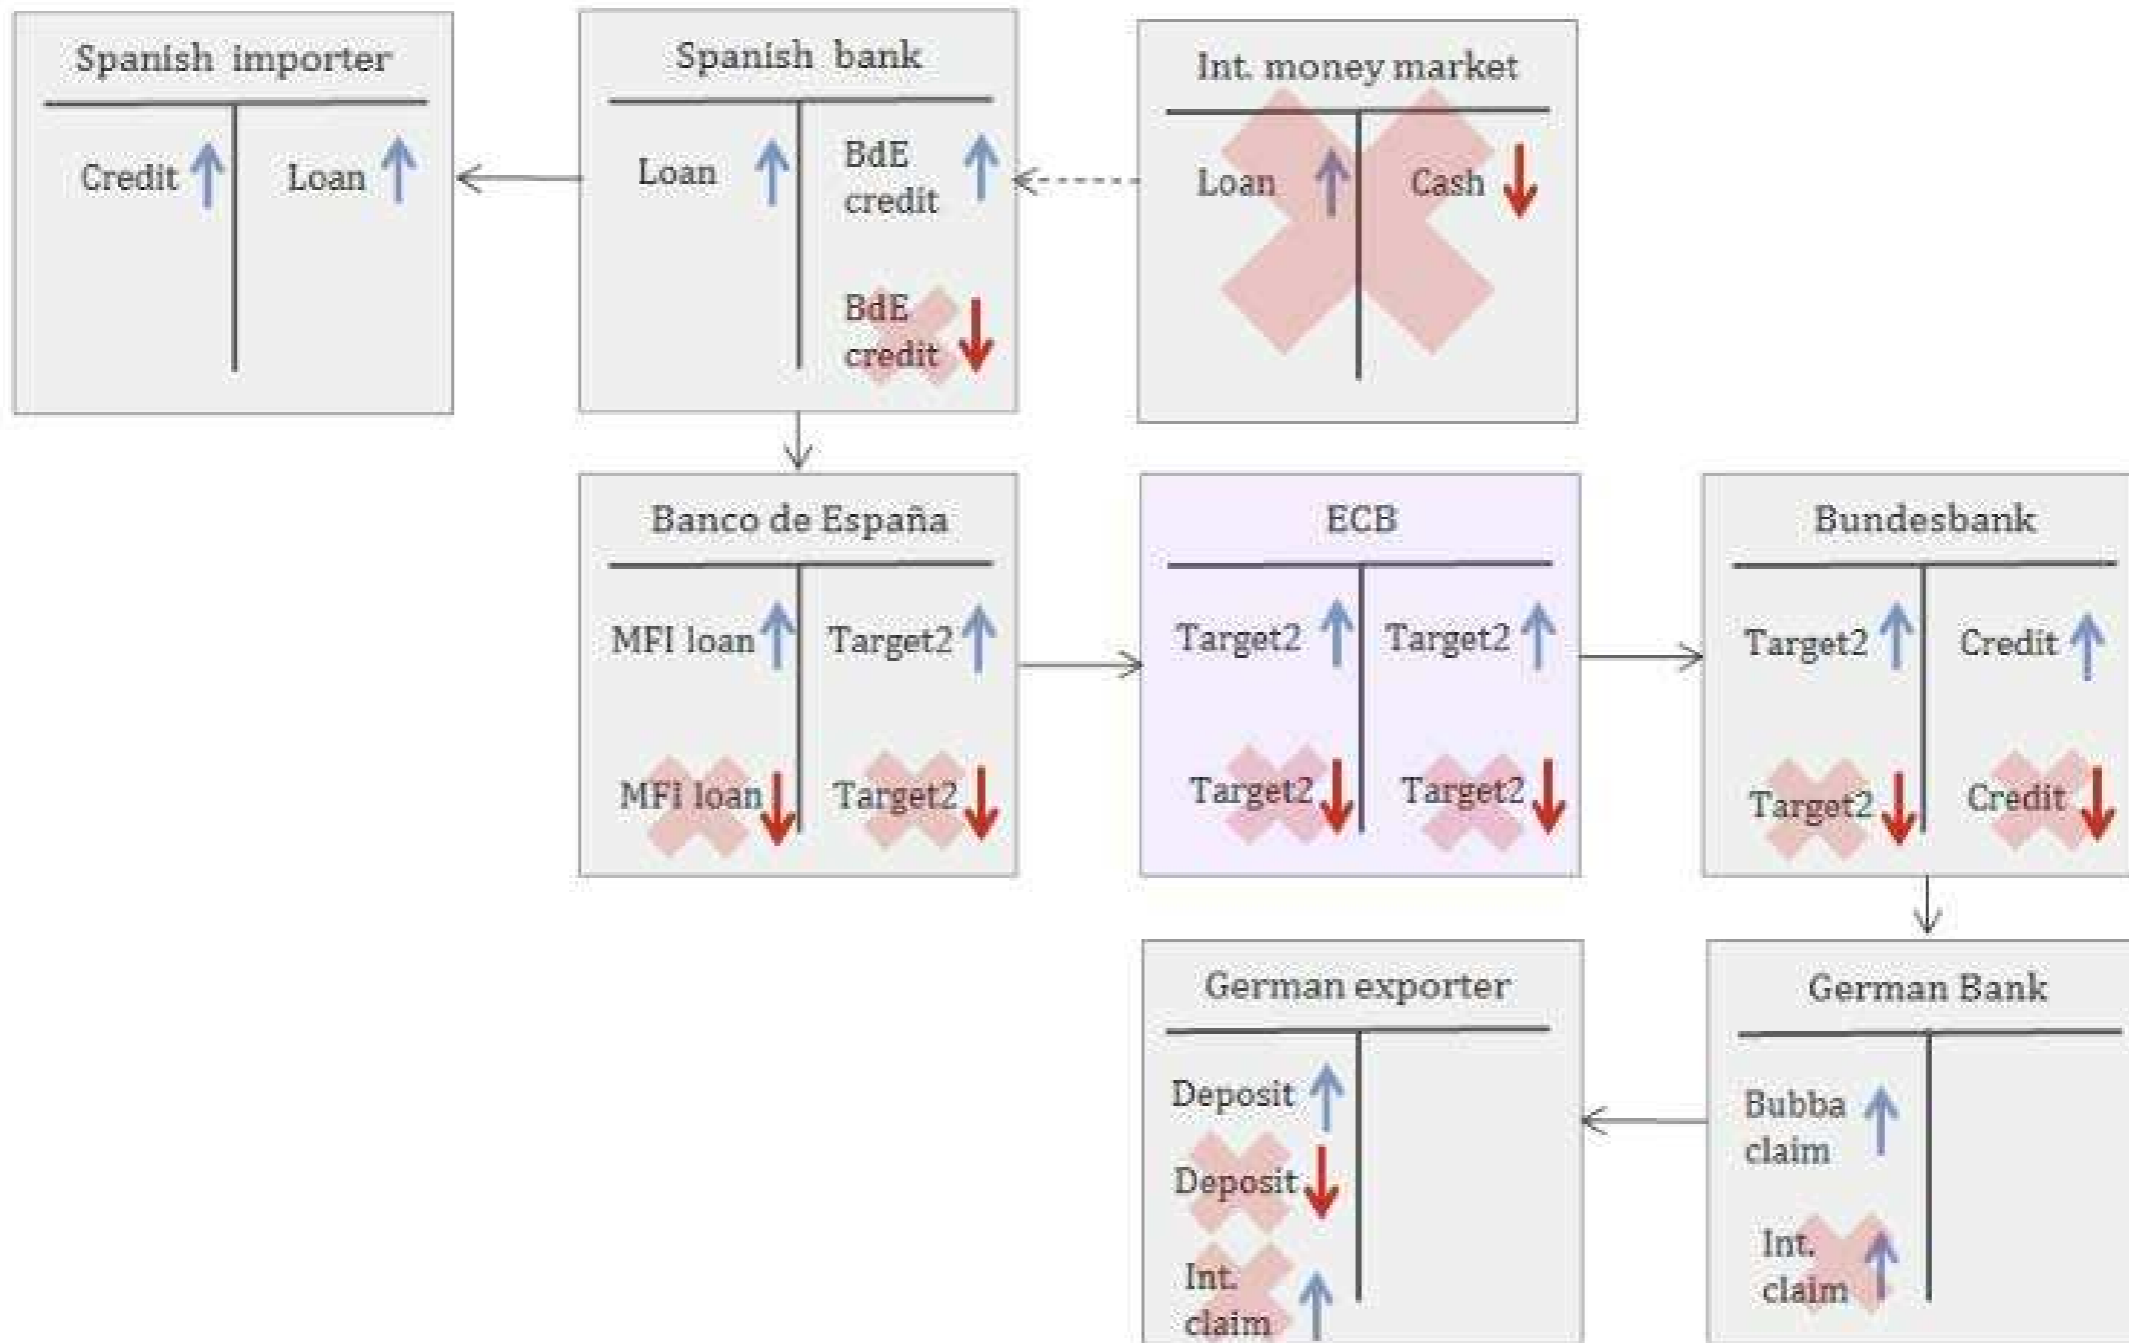 Spanish importer
Credit
Loan
Spanish bank
Loan
BdE
credit
BdE
credit
Int. money market
Loan
Cash
Banco de España
MFI loan
Target2
MFI loan
Target2
ECB
Target2
Target2
Target2
Target2
Bundesbank
Target2
Credit
Target2
Credit
German exporter
Deposit
Deposit
Int.
claim
German Bank
Bubba
claim
Int.
claim